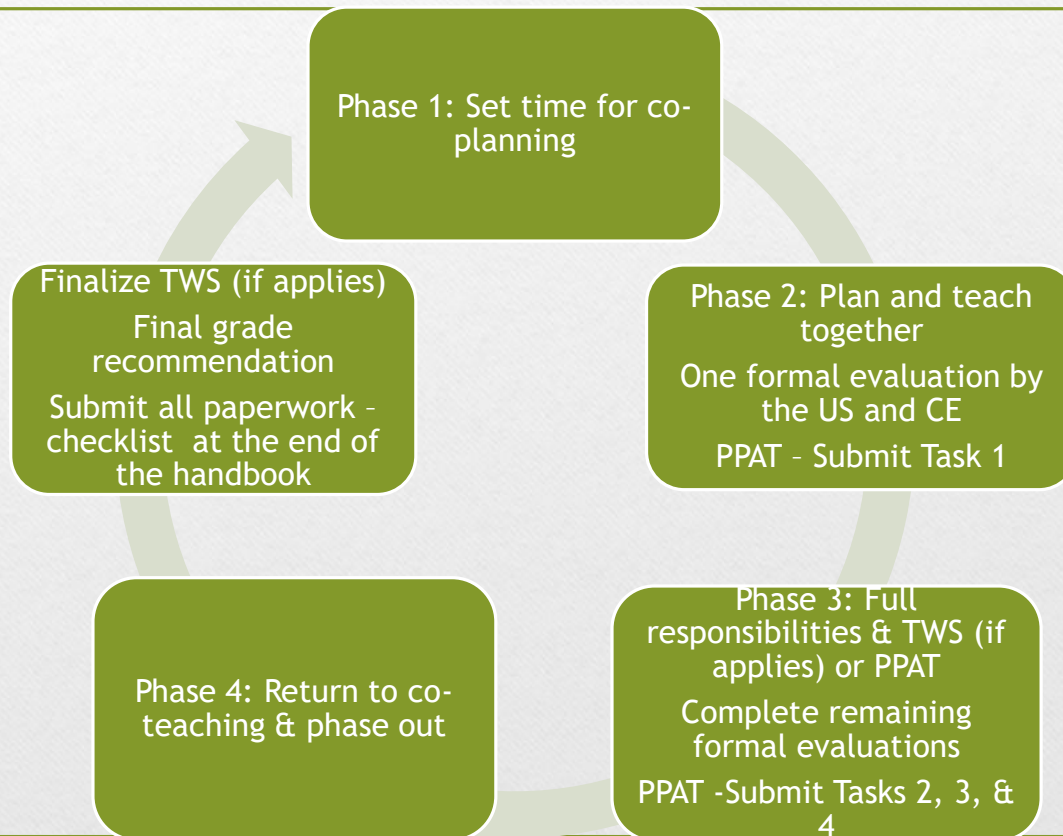 Phase 1: Set time for co-
planning
Phase 2: Plan and teach
together
One formal evaluation by
the US and CE
PPAT – Submit Task 1
Phase 3: Full
responsibilities & TWS (if
applies) or PPAT
Complete remaining
formal evaluations
PPAT -Submit Tasks 2, 3, &
4
Phase 4: Return to co-
teaching & phase out
Finalize TWS (if applies)
Final grade
recommendation
Submit all paperwork –
checklist at the end of
the handbook